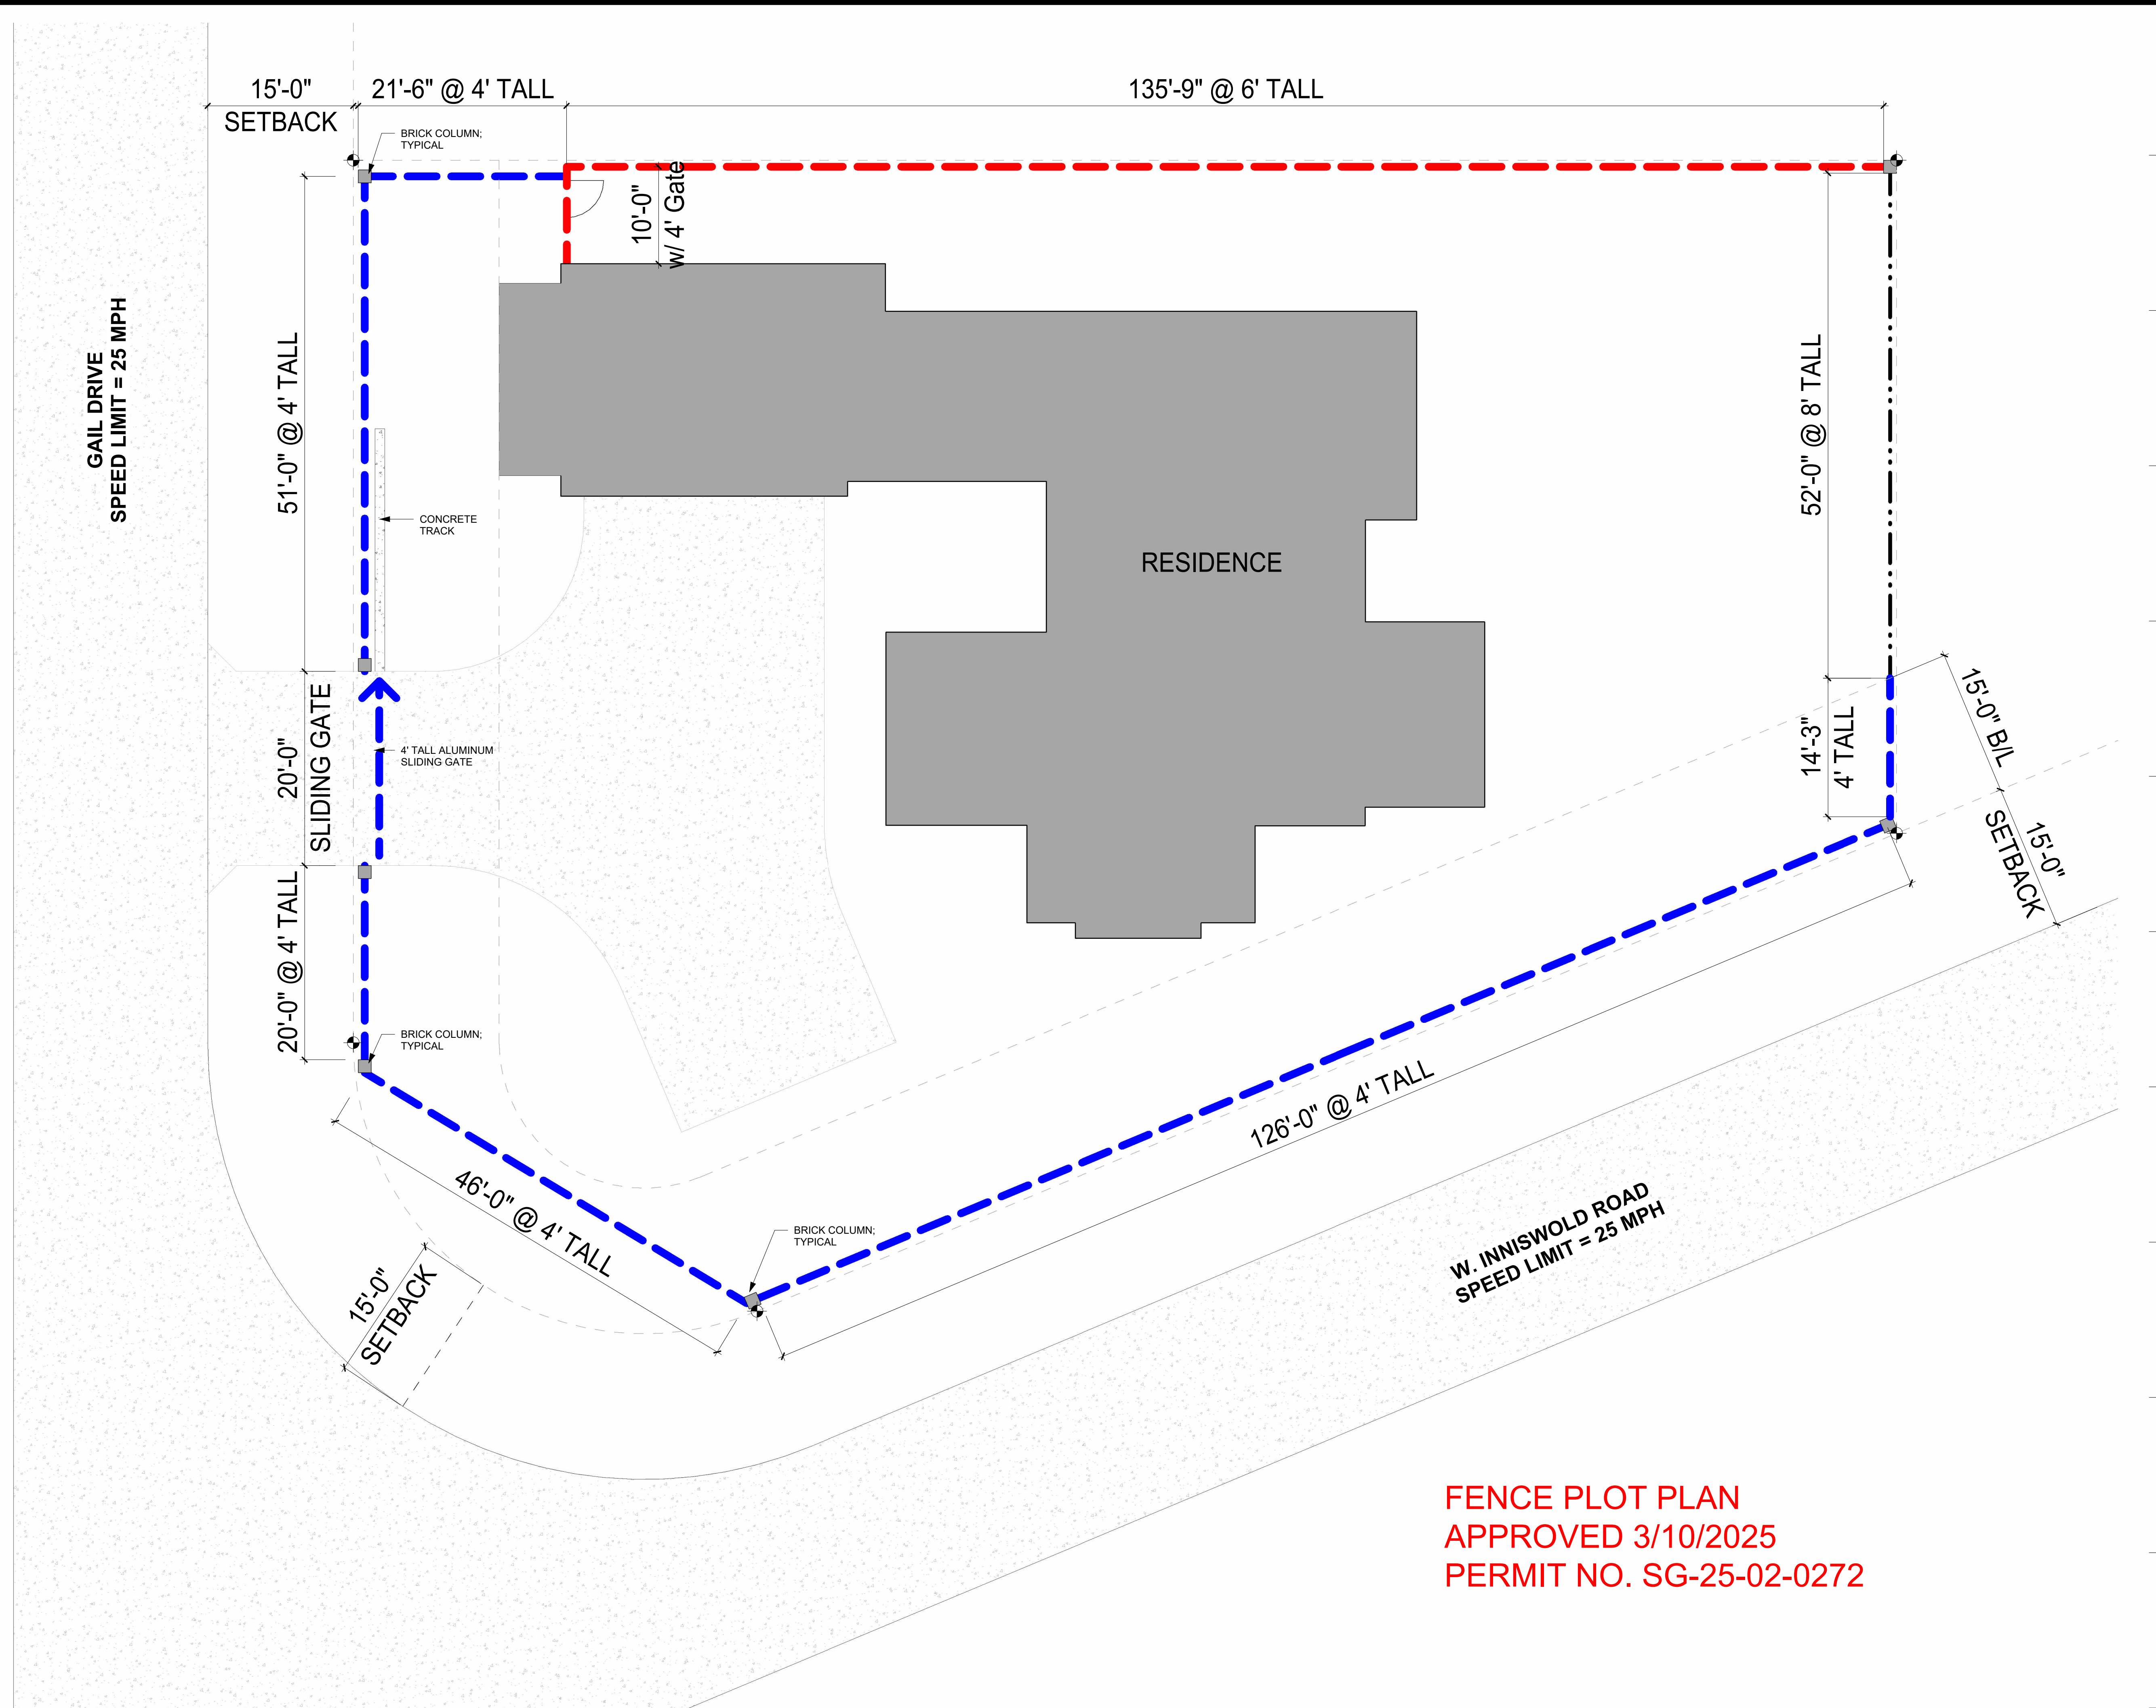 15'-0"
SETBACK
21'-6" @ 4' TALL
135'-9" @ 6' TALL
BRICK COLUMN;
TYPICAL
10'-0"
w/ 4' Gate
GAIL DRIVE
SPEED LIMIT = 25 MPH
51'-0" @ 4' TALL
52'-0" @ 8' TALL
CONCRETE
TRACK
RESIDENCE
20'-0"
SLIDING GATE
4' TALL ALUMINUM
SLIDING GATE
14'-3"
4' TALL
15'-0" B/L
15'-0"
SETBACK
20'-0" @ 4' TALL
BRICK COLUMN;
TYPICAL
126'-0" @ 4' TALL
46'-0" @ 4' TALL
BRICK COLUMN;
TYPICAL
15'-0"
SETBACK
W. INNISWOLD ROAD
SPEED LIMIT = 25 MPH
FENCE PLOT PLAN
APPROVED 3/10/2025
PERMIT NO. SG-25-02-0272